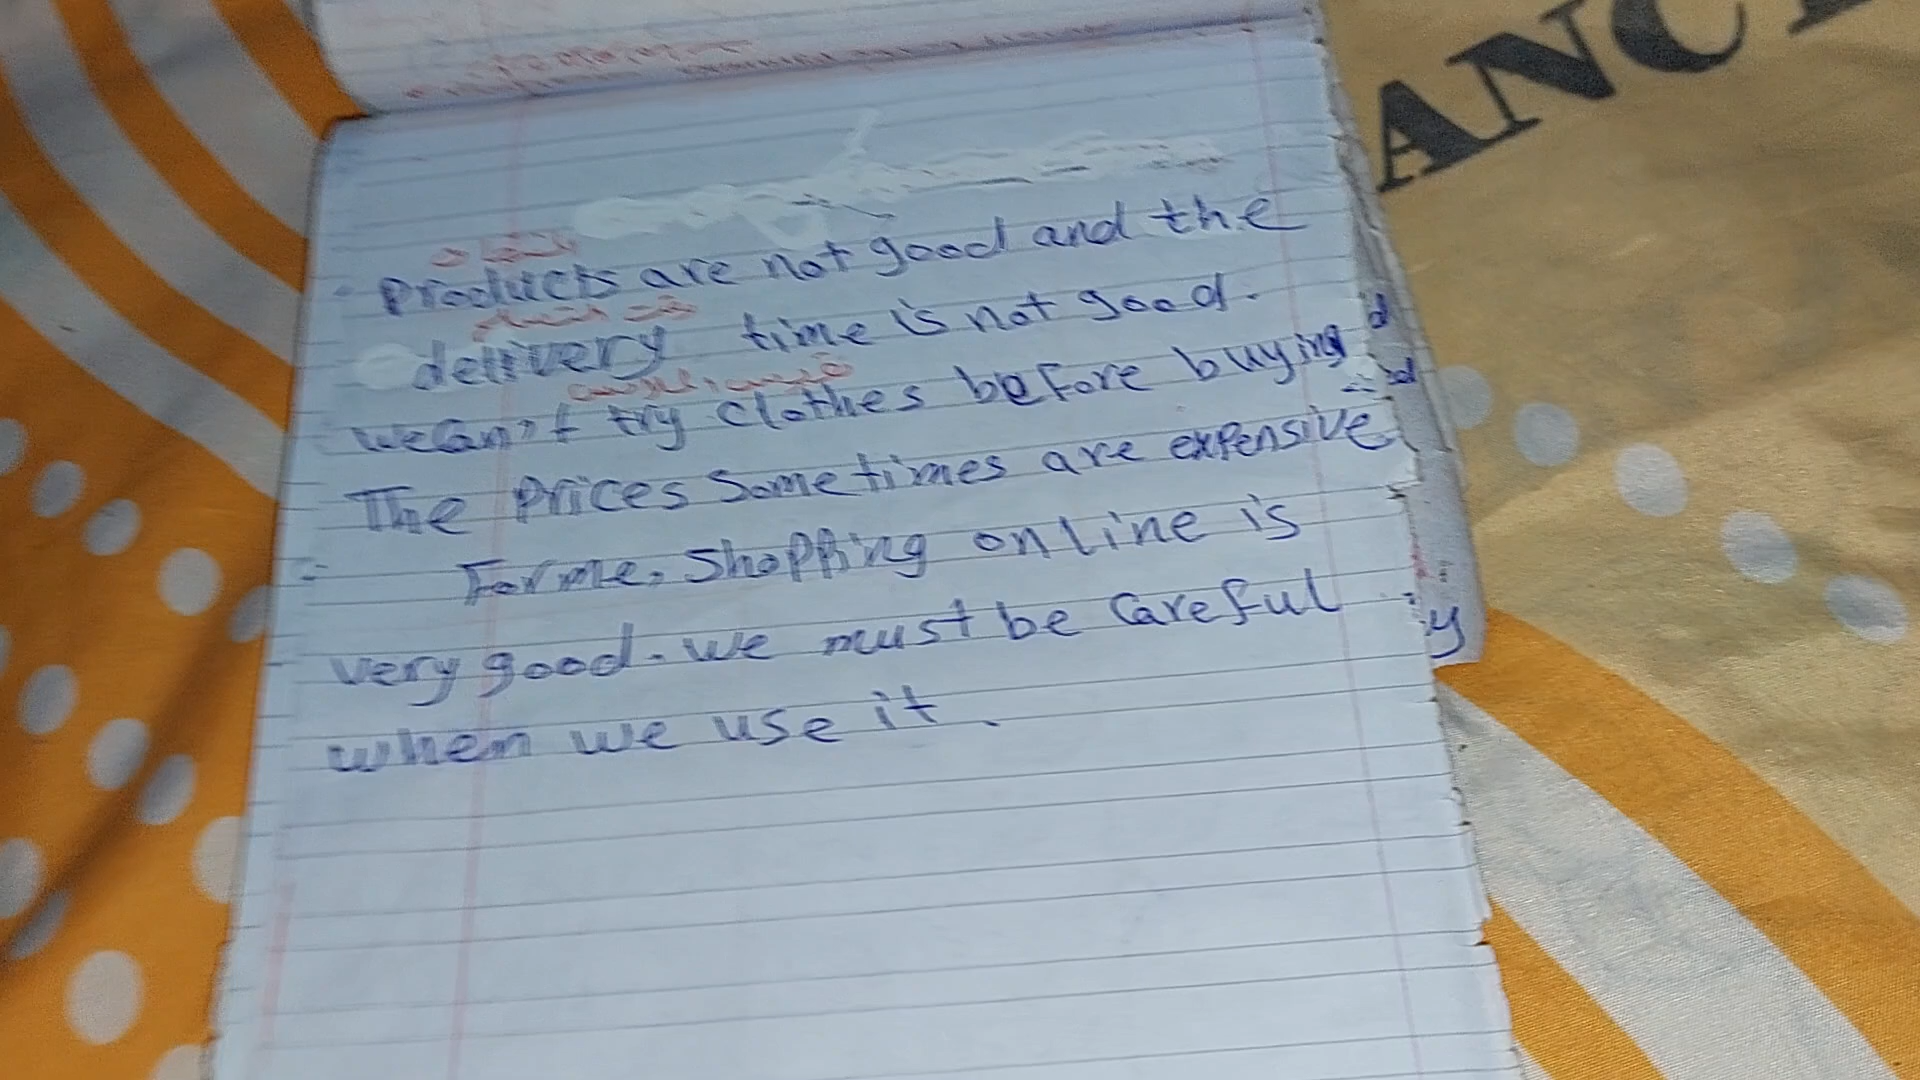 Products are not good and the
delivery time is not good.
we can't try clothes before buying
The prices sometimes are expensive
For me, shopping online is
very good. we must be careful
when we use it.
ANC
y